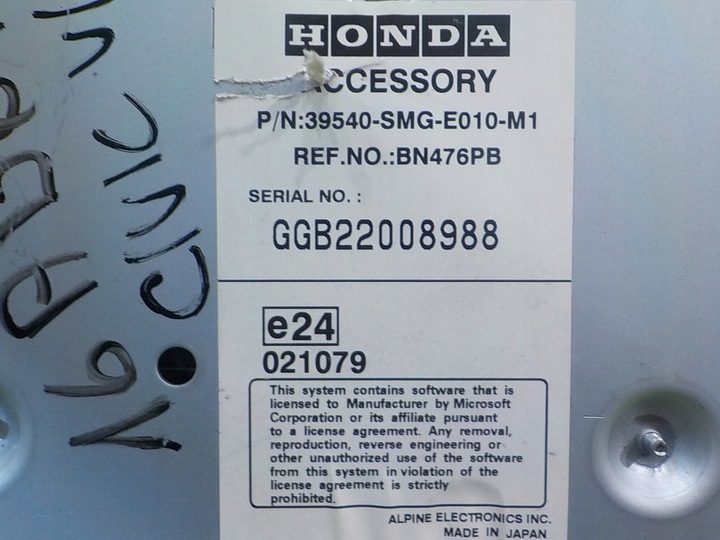 HONDA
ACCESSORY
P/N:39540-SMG-E010-M1
REF.NO.:BN476PB
SERIAL NO. :
GGB22008988
e24
021079
This system contains software that is
licensed to Manufacturer by Microsoft
Corporation or its affiliate pursuant
to a license agreement. Any removal,
reproduction, reverse engineering or
other unauthorized use of the software
from this system in violation of the
license agreement is strictly
prohibited.
ALPINE ELECTRONICS INC.
MADE IN JAPAN
CIVIC